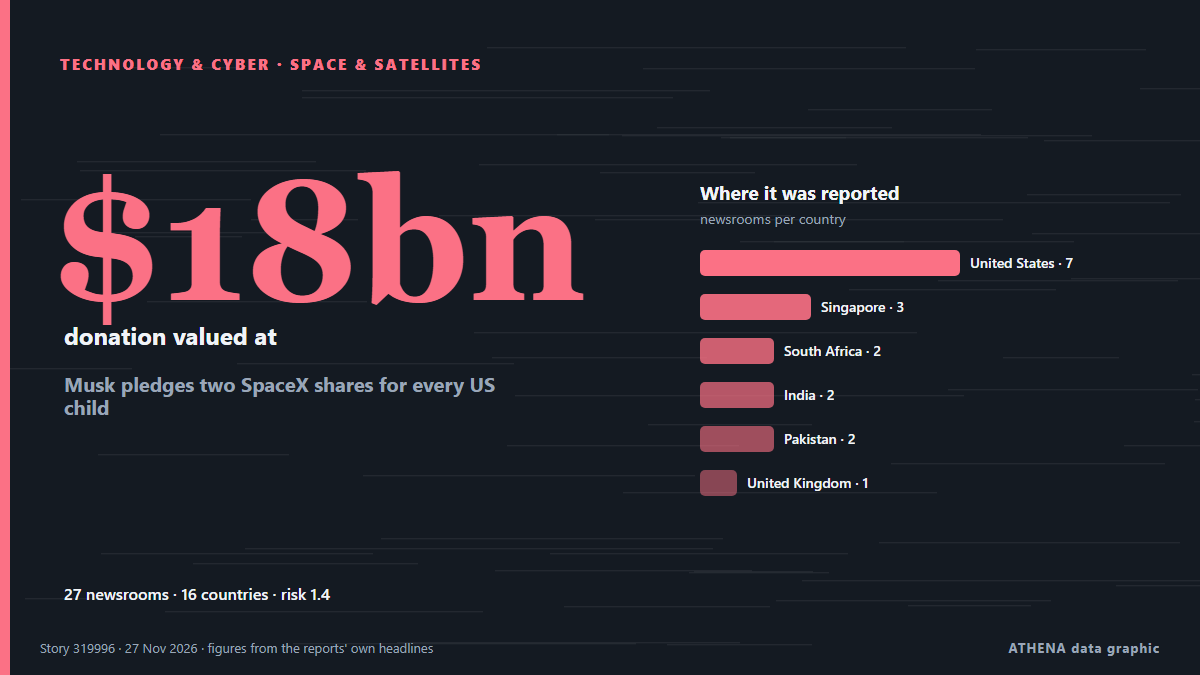 TECHNOLOGY & CYBER · SPACE & SATELLITES
$18bn
donation valued at
Musk pledges two SpaceX shares for every US
child
Where it was reported
newsrooms per country
United States · 7
Singapore · 3
South Africa · 2
India · 2
Pakistan · 2
United Kingdom · 1
27 newsrooms · 16 countries · risk 1.4
Story 319996 · 27 Nov 2026 · figures from the reports' own headlines
ATHENA data graphic